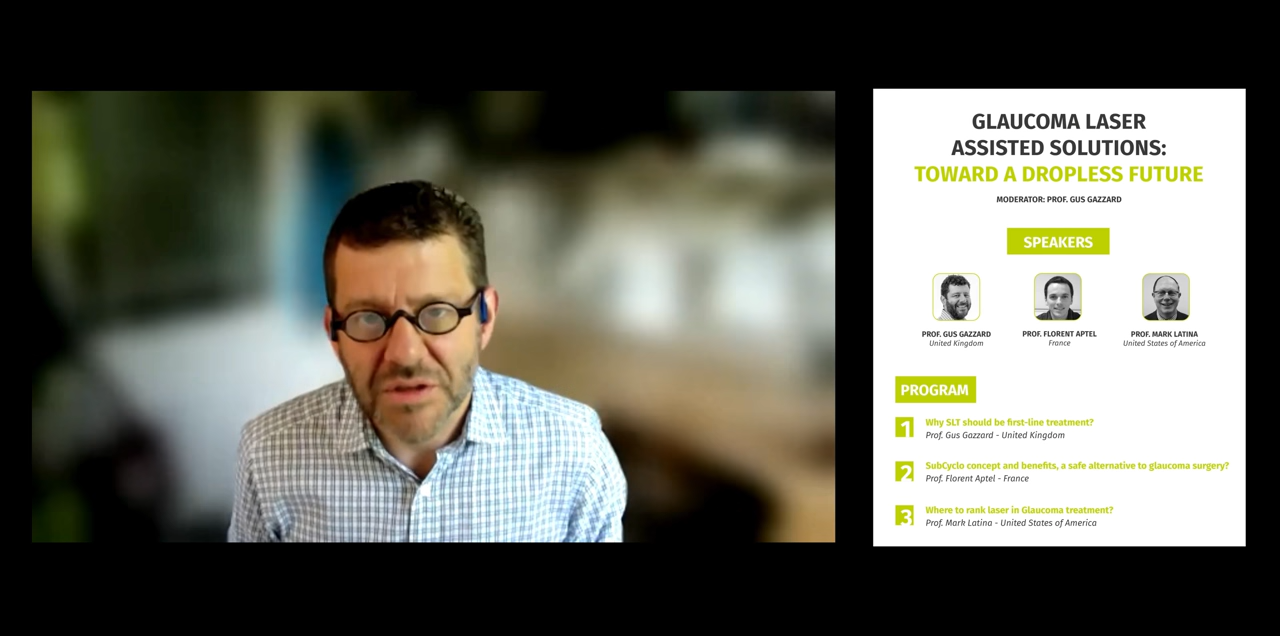 GLAUCOMA LASER
ASSISTED SOLUTIONS:
TOWARD A DROPLESS FUTURE
MODERATOR: PROF. GUS GAZZARD
SPEAKERS
PROF. GUS GAZZARD
United Kingdom
PROF. FLORENT APTEL
France
PROF. MARK LATINA
United States of America
PROGRAM
1
Why SLT should be first-line treatment?
Prof. Gus Gazzard - United Kingdom
2
SubCyclo concept and benefits, a safe alternative to glaucoma surgery?
Prof. Florent Aptel - France
3
Where to rank laser in Glaucoma treatment?
Prof. Mark Latina - United States of America